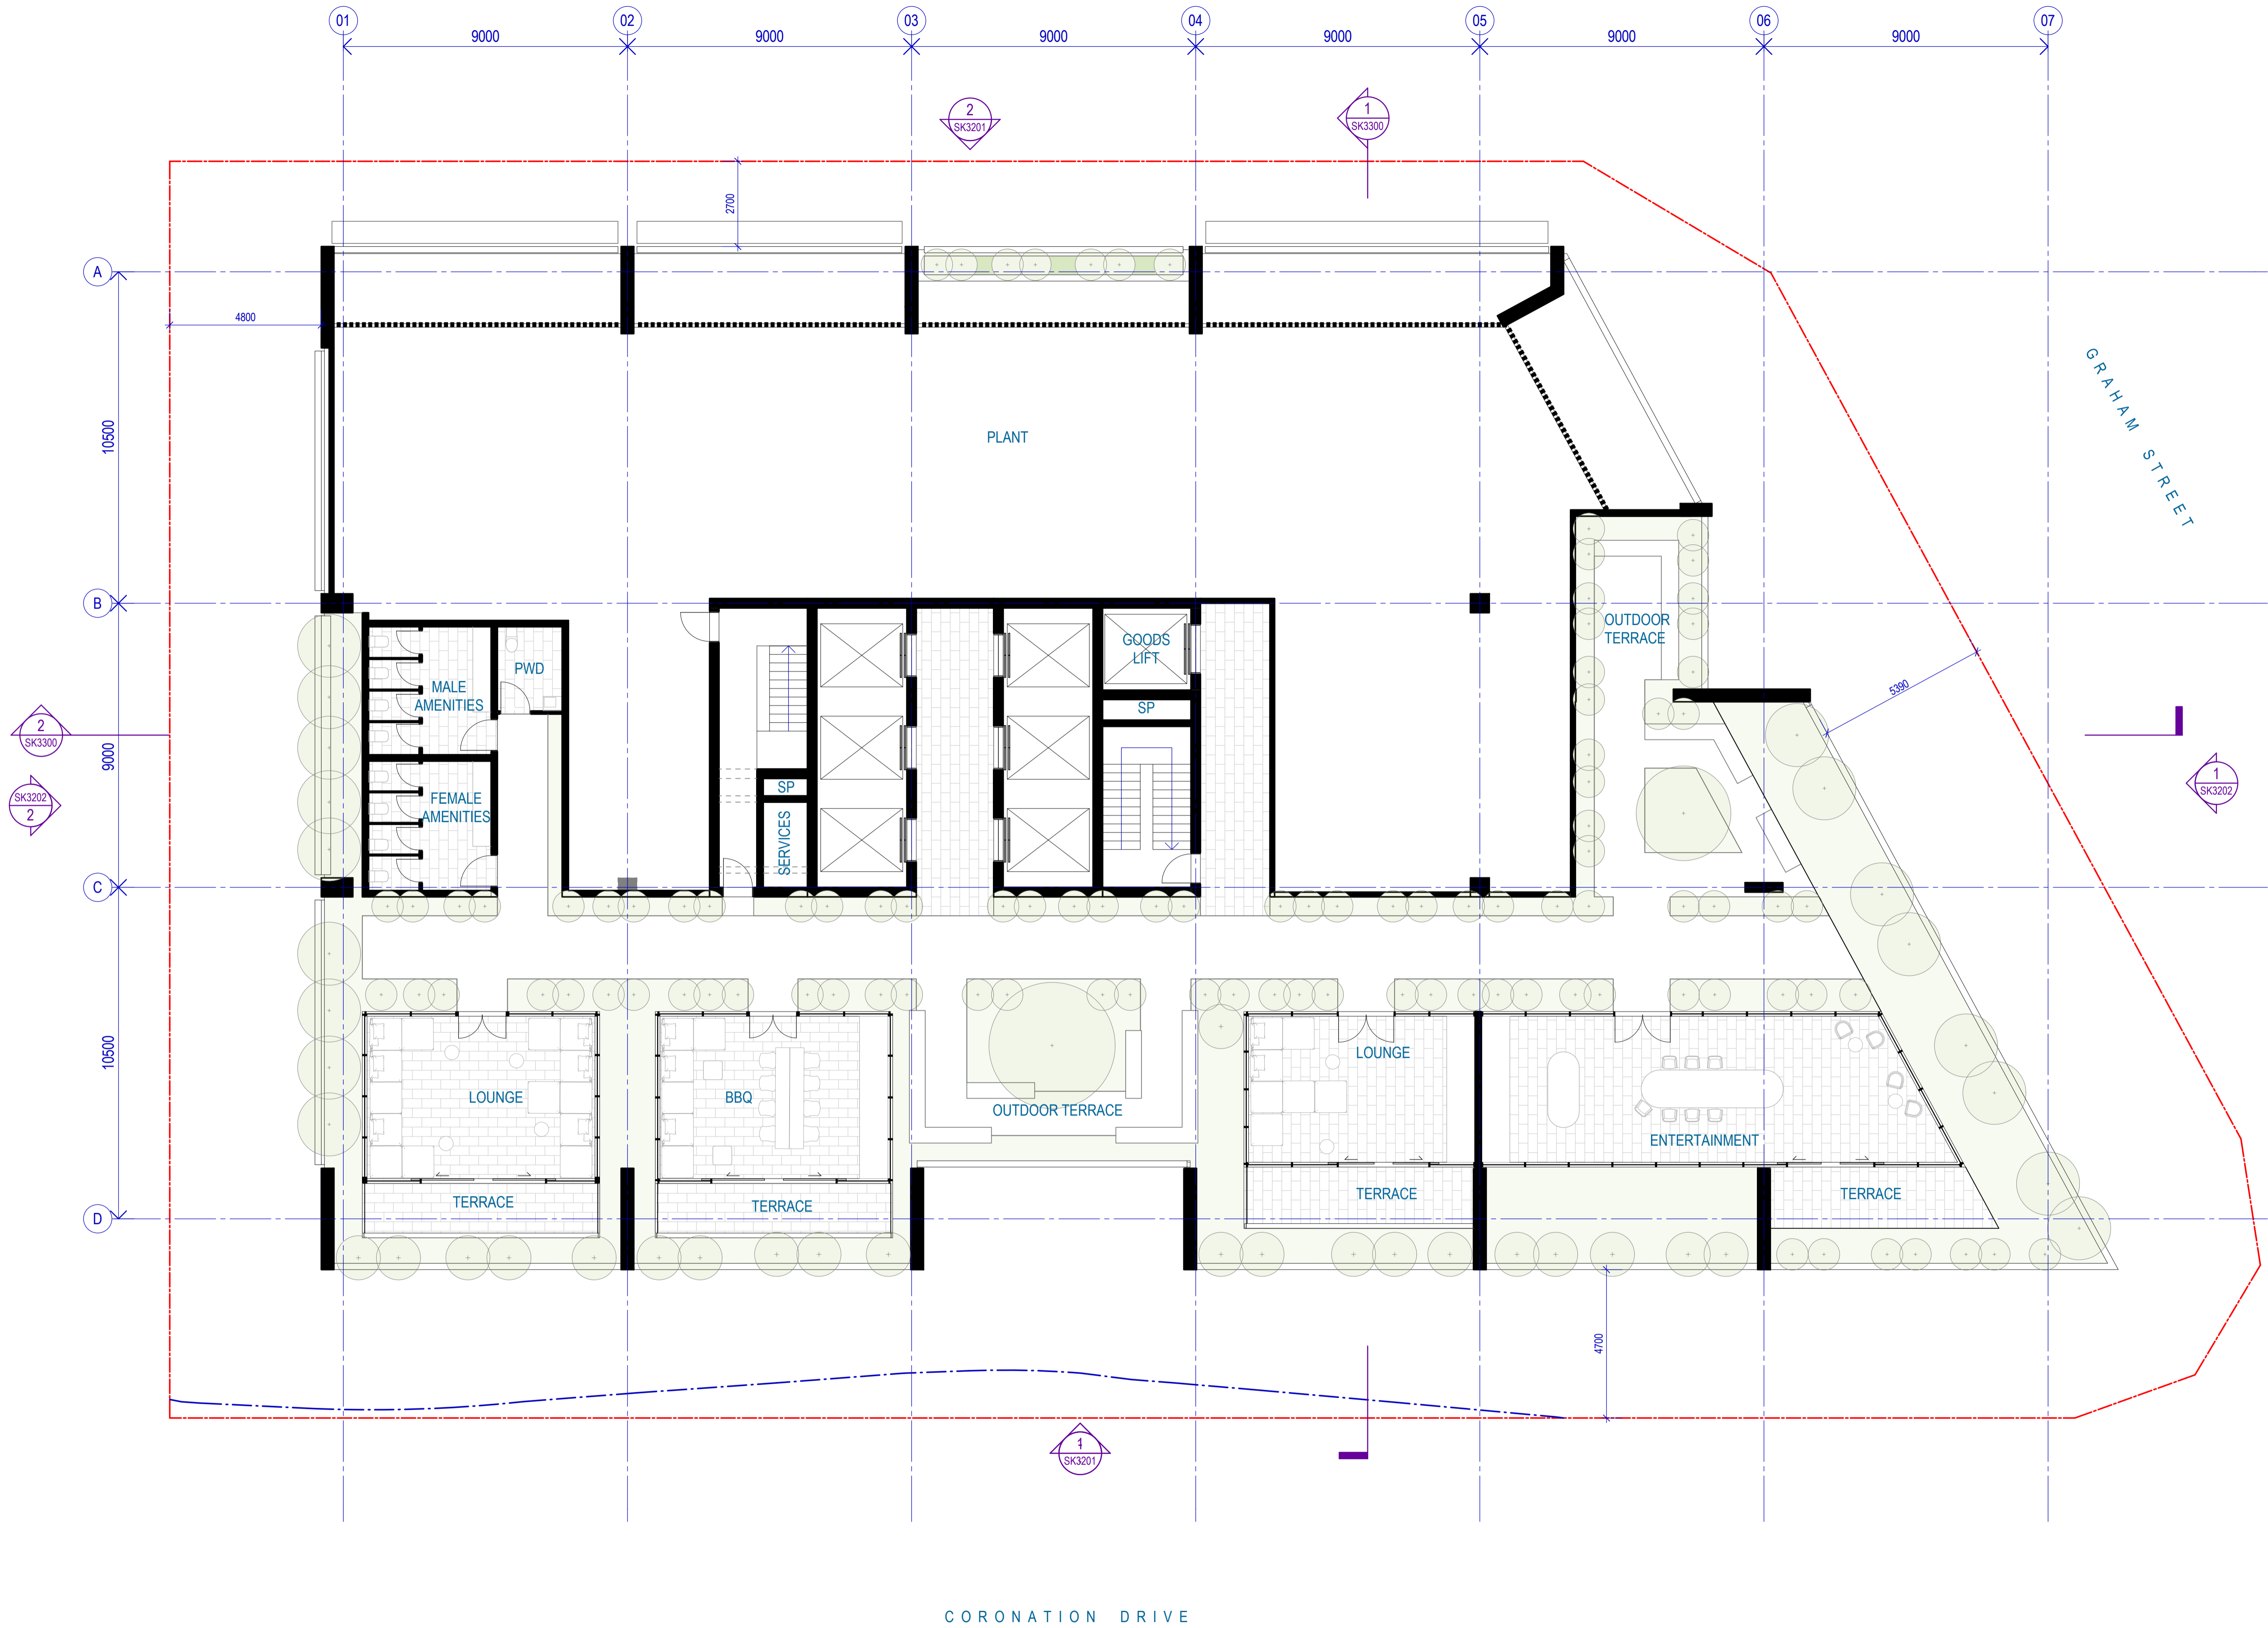 01 02 03 04 05 06 07
9000 9000 9000 9000 9000 9000
2
SK3201
1
SK3300
2700
A
4800
GRAHAM STREET
10500
PLANT
B
OUTDOOR
TERRACE
GOODS
LIFT
PWD
MALE
AMENITIES
5390
SP
2
SK3300
9000
SP
FEMALE
AMENITIES
SERVICES
SK3202
2
1
SK3202
C
10500
LOUNGE
BBQ
OUTDOOR TERRACE
LOUNGE
ENTERTAINMENT
TERRACE
TERRACE
TERRACE
TERRACE
D
4700
1
SK3201
CORONATION DRIVE